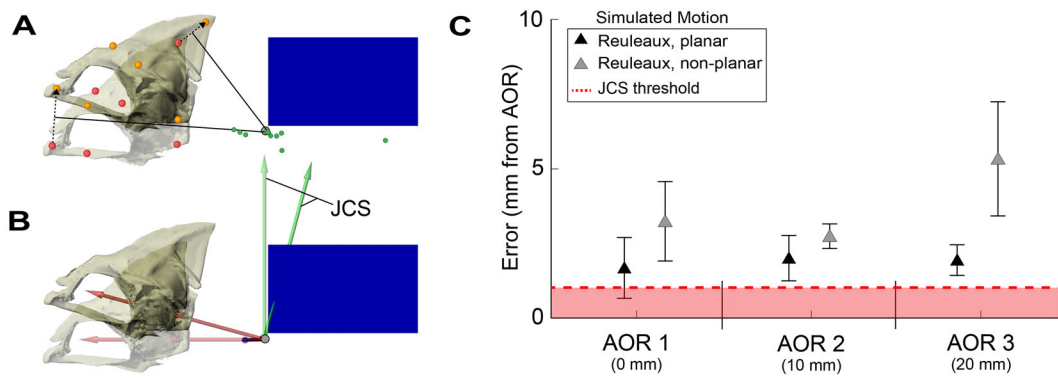 A
JCS
B
C
Simulated Motion
Reuleaux, planar
Reuleaux, non-planar
JCS threshold
Error (mm from AOR)
10
5
0
AOR 1
(0 mm)
AOR 2
(10 mm)
AOR 3
(20 mm)